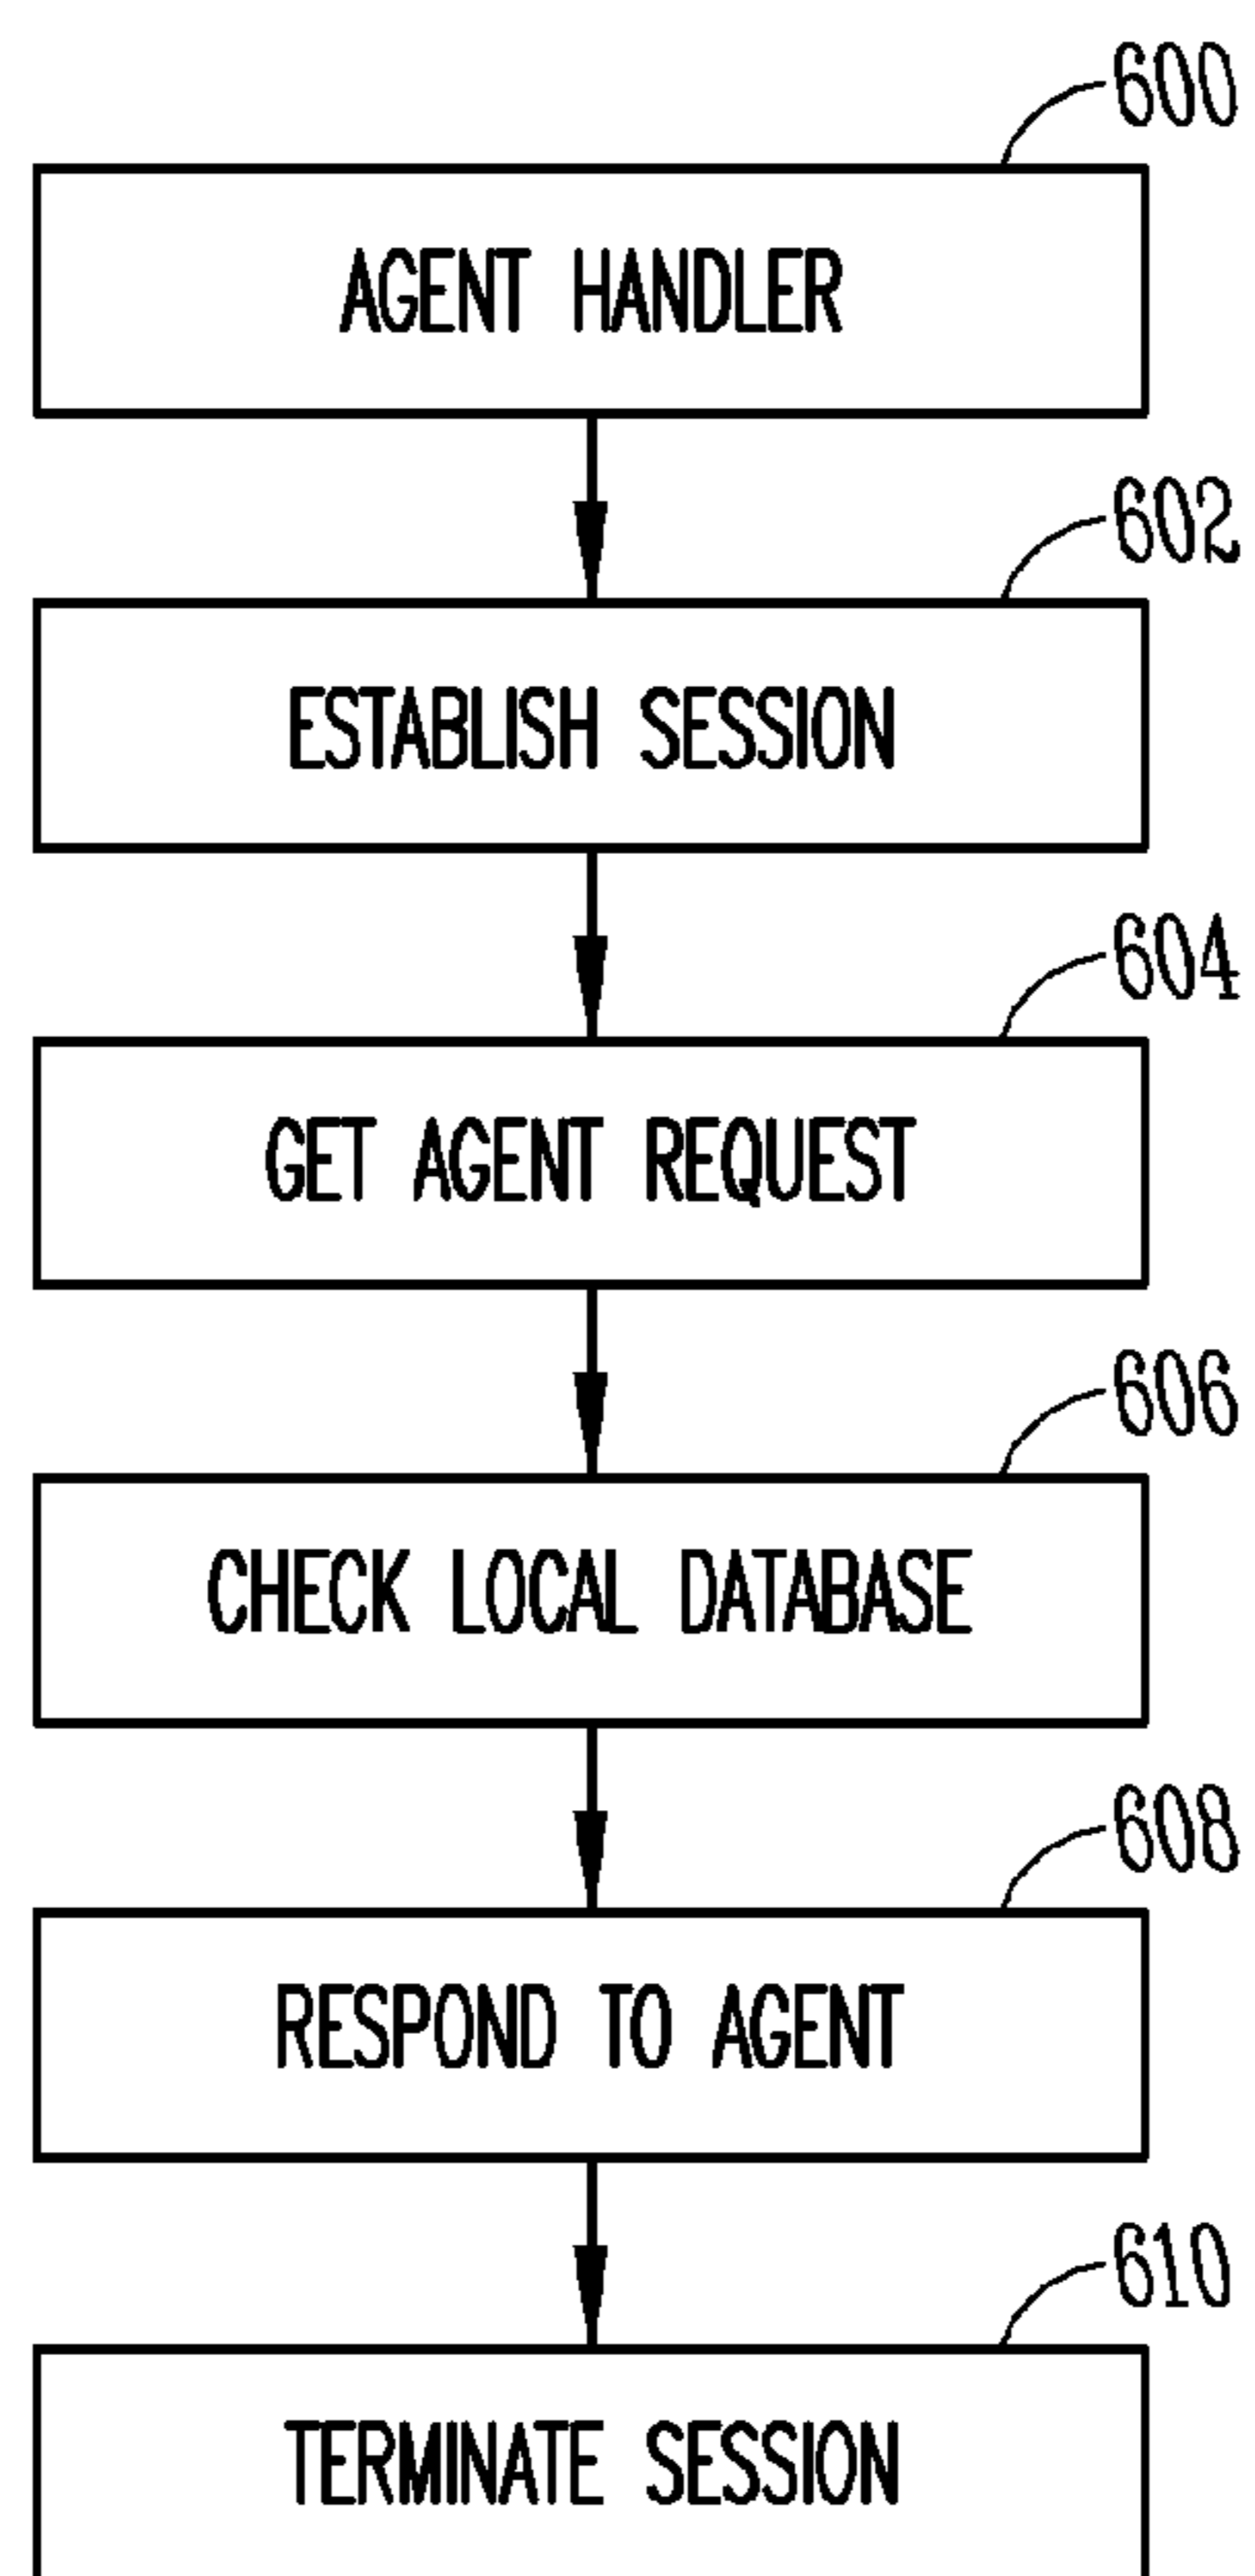 600
AGENT HANDLER
602
ESTABLISH SESSION
604
GET AGENT REQUEST
606
CHECK LOCAL DATABASE
608
RESPOND TO AGENT
610
TERMINATE SESSION